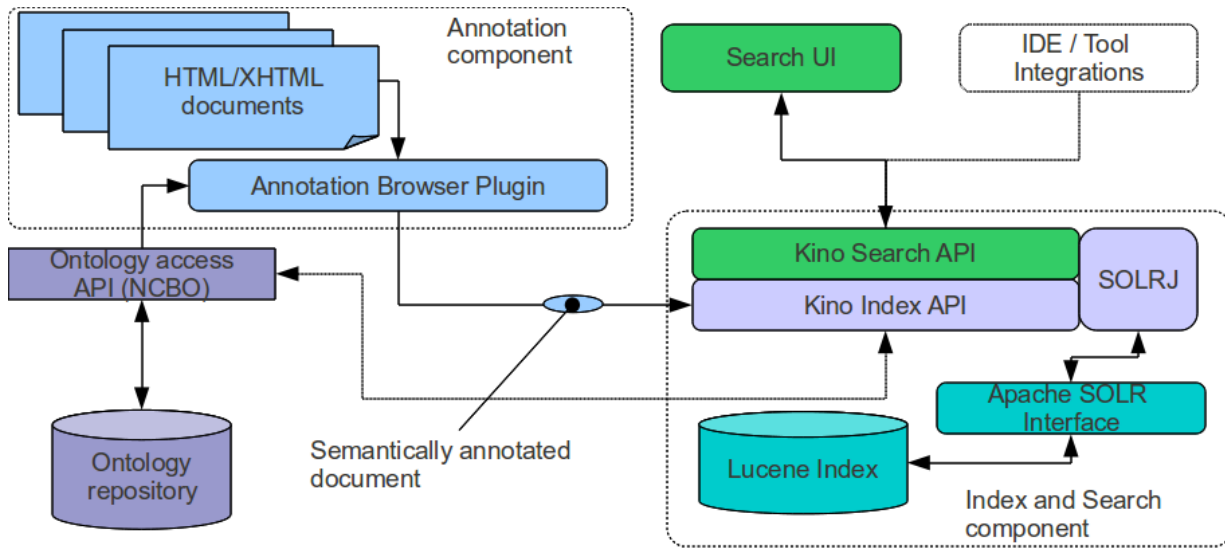 Annotation
component
HTML/XHTML
documents
Annotation Browser Plugin
Search UI
IDE / Tool
Integrations
Ontology access
API (NCBO)
Kino Search API
Kino Index API
SOLRJ
Apache SOLR
Interface
Semantically annotated
document
Ontology
repository
Lucene Index
Index and Search
component